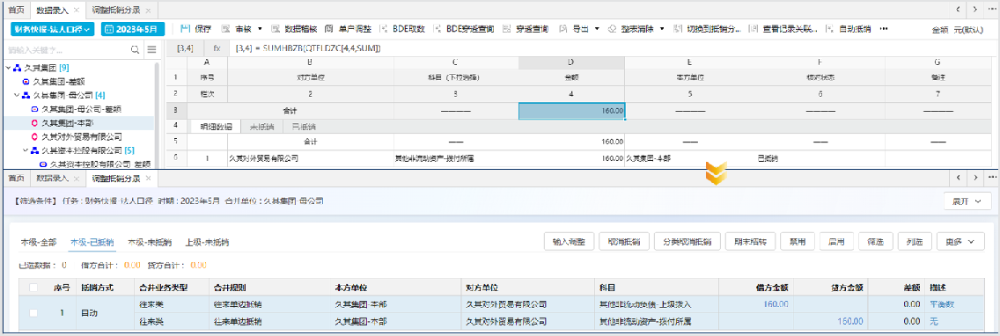 首页 数据录入 × 调整抵销分录 ×
财务快报-法人口径 2023年5月 保存 审核 数据稽核 单户调整 BDE取数 BDE穿透查询 穿透查询 导出 整表清除 切换到抵销分... 查看记录关联... 自动抵销 ... 金额 元(默认)
请输入关键字... [3,4] fx [3,4] = SUMHBZB(QTFLDZC[4,4,SUM])
久其集团 [9]
久其集团-差额
久其集团-母公司 [4]
久其集团-母公司-差额
久其集团-本部
久其对外贸易有限公司
久其资本控股有限公司 [5]
久其资本控股有限公司-差额
A B C D E F G
1 序号 对方单位 科目（下拉选择） 金额 本方单位 核对状态 备注
2 栏次 2 3 4 5 6 7
3 合计 ——— 160.00 ——— ——— ———
4 明细数据 未抵销 已抵销
5 合计 —— 160.00 —— —— ——
6 1 久其对外贸易有限公司 其他非流动资产-拨付所属 160.00 久其集团-本部 已抵销
首页 数据录入 × 调整抵销分录 ×
【筛选条件】 任务：财务快报-法人口径 时期：2023年5月 合并单位：久其集团-母公司 展开
本级-全部 本级-已抵销 本级-未抵销 上级-未抵销 输入调整 取消抵销 分类取消抵销 期末结转 禁用 启用 筛选 列选 更多
已选数据： 0 借方合计： 0.00 贷方合计： 0.00
序号 抵销方式 合并业务类型 合并规则 本方单位 对方单位 科目 借方金额 贷方金额 差额 描述
1 自动 往来类 往来单边抵销 久其集团-本部 久其对外贸易有限公司 其他非流动负债-上级拨入 160.00 0.00 平衡数
往来类 往来单边抵销 久其集团-本部 久其对外贸易有限公司 其他非流动资产-拨付所属 160.00 0.00 无